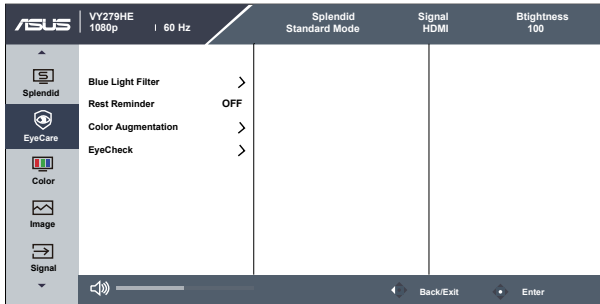 ASUS
VY279HE
1080p 60 Hz
Splendid
Standard Mode
Signal
HDMI
Btightness
100
Splendid
EyeCare
Color
Image
Signal
Blue Light Filter
Rest Reminder OFF
Color Augmentation
EyeCheck
Back/Exit
Enter